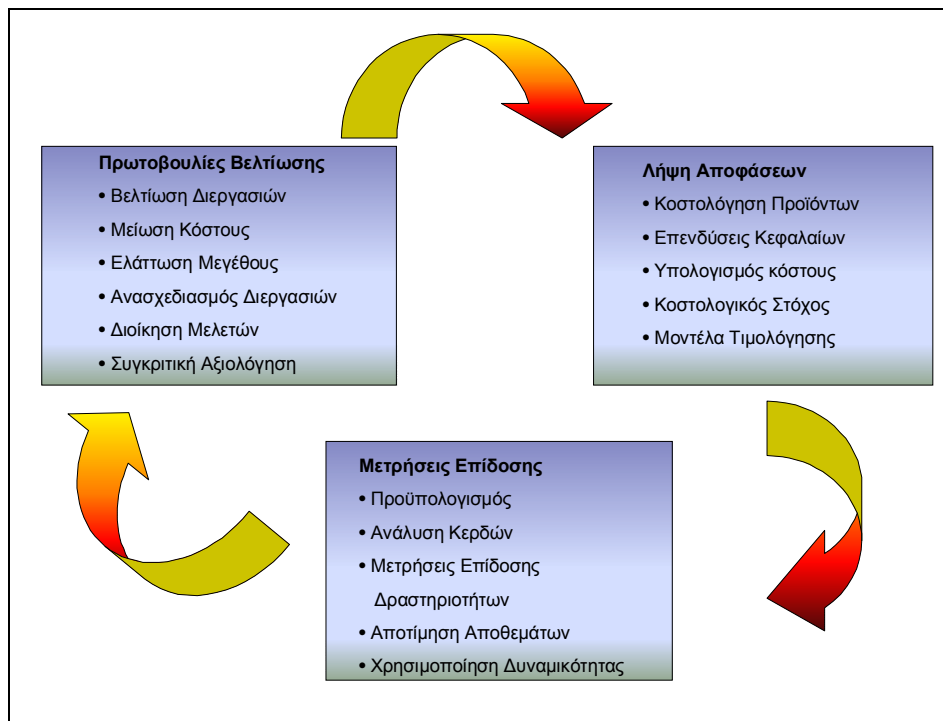 Πρωτοβουλίες Βελτίωσης
• Βελτίωση Διεργασιών
• Μείωση Κόστους
• Ελάττωση Μεγέθους
• Ανασχεδιασμός Διεργασιών
• Διοίκηση Μελετών
• Συγκριτική Αξιολόγηση
Λήψη Αποφάσεων
• Κοστολόγηση Προϊόντων
• Επενδύσεις Κεφαλαίων
• Υπολογισμός κόστους
• Κοστολογικός Στόχος
• Μοντέλα Τιμολόγησης
Μετρήσεις Επίδοσης
• Προϋπολογισμός
• Ανάλυση Κερδών
• Μετρήσεις Επίδοσης
Δραστηριοτήτων
• Αποτίμηση Αποθεμάτων
• Χρησιμοποίηση Δυναμικότητας